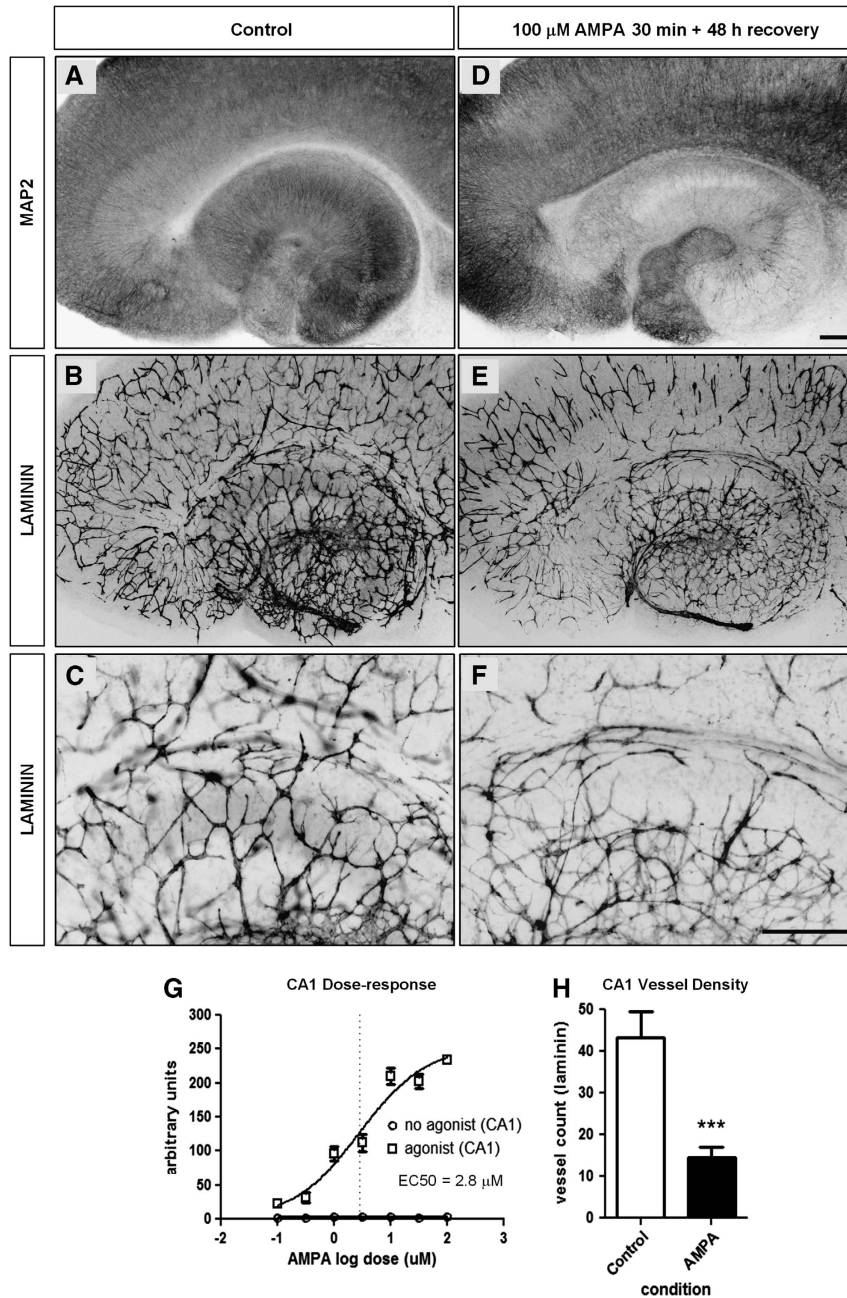 Control
100 µM AMPA 30 min + 48 h recovery
MAP2
A
D
LAMININ
B
E
LAMININ
C
F
G
CA1 Dose-response
arbitrary units
300
250
200
150
100
50
0
-2
-1
0
1
2
3
AMPA log dose (uM)
no agonist (CA1)
agonist (CA1)
EC50 = 2.8 µM
H
CA1 Vessel Density
vessel count (laminin)
50
40
30
20
10
0
***
Control
AMPA
condition